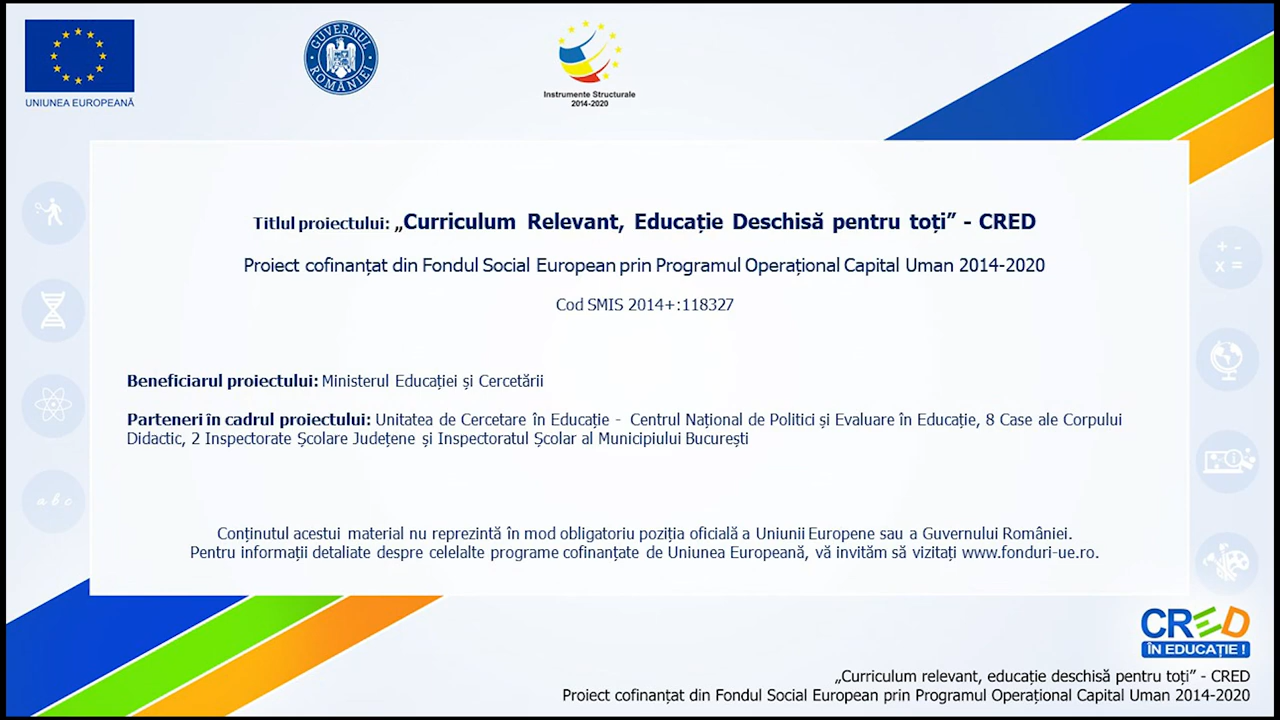 UNIUNEA EUROPEANĂ
GUVERNUL ROMÂNIEI
Instrumente Structurale
2014-2020
Titlul proiectului: „Curriculum Relevant, Educație Deschisă pentru toți” - CRED
Proiect cofinanțat din Fondul Social European prin Programul Operațional Capital Uman 2014-2020
Cod SMIS 2014+:118327
+ -
x =
Beneficiarul proiectului: Ministerul Educației și Cercetării
Parteneri în cadrul proiectului: Unitatea de Cercetare în Educație - Centrul Național de Politici și Evaluare în Educație, 8 Case ale Corpului
Didactic, 2 Inspectorate Școlare Județene și Inspectoratul Școlar al Municipiului București
a b c
Conținutul acestui material nu reprezintă în mod obligatoriu poziția oficială a Uniunii Europene sau a Guvernului României.
Pentru informații detaliate despre celelalte programe cofinanțate de Uniunea Europeană, vă invităm să vizitați www.fonduri-ue.ro.
CRED
ÎN EDUCAȚIE !
„Curriculum relevant, educație deschisă pentru toți” - CRED
Proiect cofinanțat din Fondul Social European prin Programul Operațional Capital Uman 2014-2020